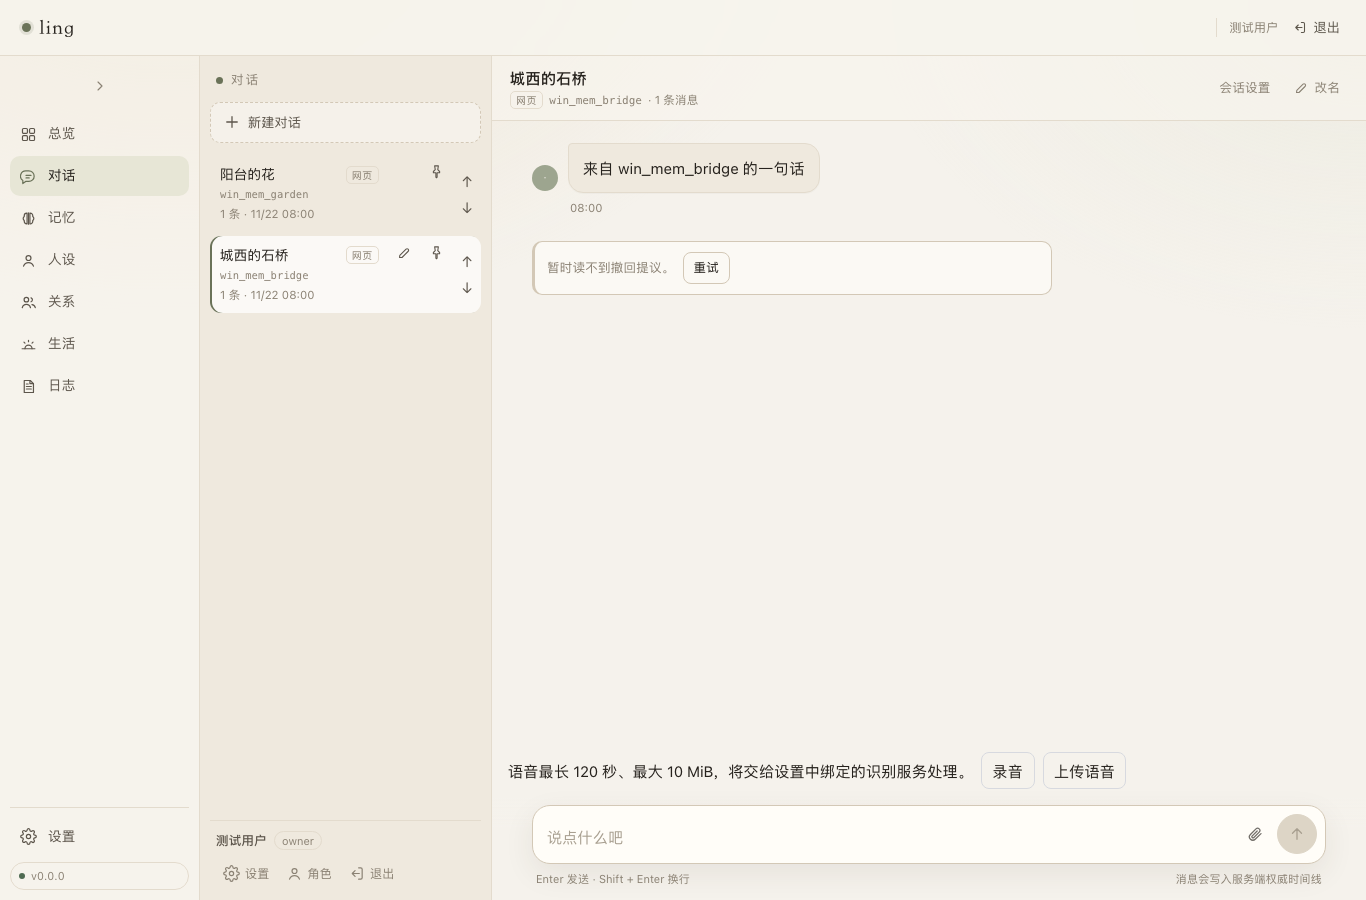 ling
测试用户
退出
总览
对话
记忆
人设
关系
生活
日志
设置
v0.0.0
对话
新建对话
阳台的花 网页
win_mem_garden
1 条 · 11/22 08:00
城西的石桥 网页
win_mem_bridge
1 条 · 11/22 08:00
测试用户 owner
设置 角色 退出
城西的石桥
网页 win_mem_bridge · 1 条消息
会话设置 改名
来自 win_mem_bridge 的一句话
08:00
暂时读不到撤回提议。 重试
语音最长 120 秒、最大 10 MiB，将交给设置中绑定的识别服务处理。 录音 上传语音
说点什么吧
Enter 发送 · Shift + Enter 换行
消息会写入服务端权威时间线